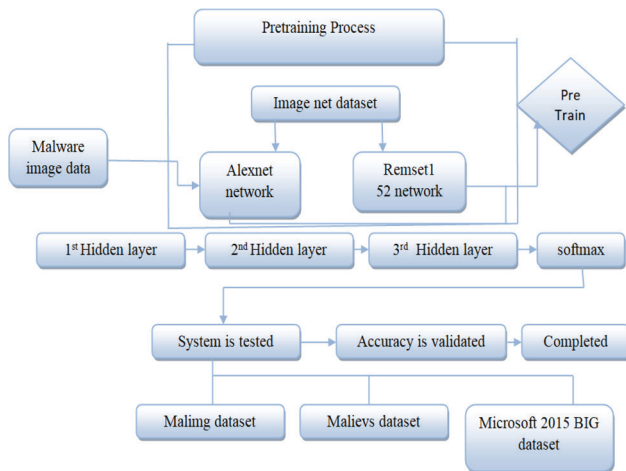 Pretraining Process
Image net dataset
Pre
Train
Malware
image data
Alexnet
network
Remset1
52 network
1st Hidden layer
2nd Hidden layer
3rd Hidden layer
softmax
System is tested
Accuracy is validated
Completed
Malimg dataset
Malievs dataset
Microsoft 2015 BIG
dataset